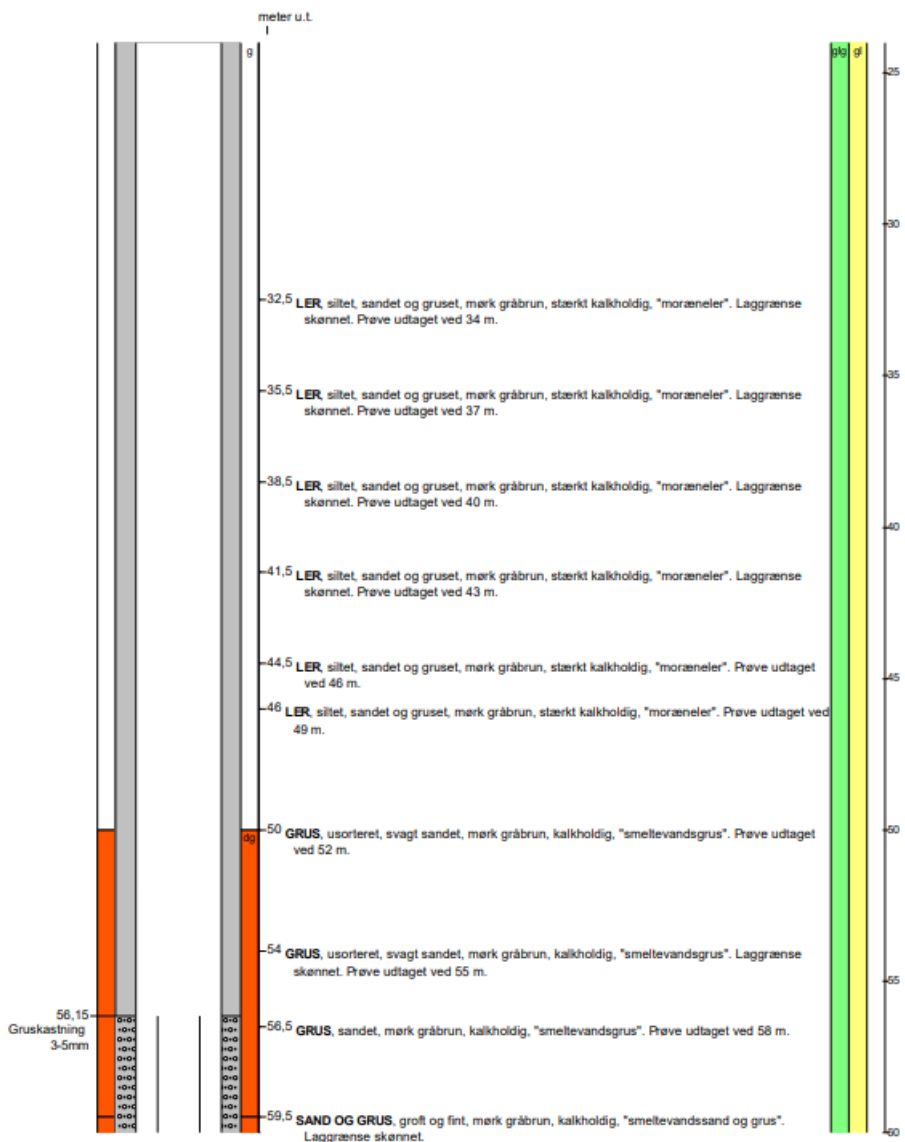 meter u.t.
g
glg gl
25
30
32,5 LER, siltet, sandet og gruset, mørk gråbrun, stærkt kalkholdig, "moræneler". Laggrænse
skønnet. Prøve udtaget ved 34 m.
35
35,5 LER, siltet, sandet og gruset, mørk gråbrun, stærkt kalkholdig, "moræneler". Laggrænse
skønnet. Prøve udtaget ved 37 m.
38,5 LER, siltet, sandet og gruset, mørk gråbrun, stærkt kalkholdig, "moræneler". Laggrænse
skønnet. Prøve udtaget ved 40 m.
40
41,5 LER, siltet, sandet og gruset, mørk gråbrun, stærkt kalkholdig, "moræneler". Laggrænse
skønnet. Prøve udtaget ved 43 m.
44,5 LER, siltet, sandet og gruset, mørk gråbrun, stærkt kalkholdig, "moræneler". Prøve udtaget
ved 46 m.
45
46 LER, siltet, sandet og gruset, mørk gråbrun, stærkt kalkholdig, "moræneler". Prøve udtaget ved
49 m.
50 GRUS, usorteret, svagt sandet, mørk gråbrun, kalkholdig, "smeltevandsgrus". Prøve udtaget
ved 52 m.
50
dg
54 GRUS, usorteret, svagt sandet, mørk gråbrun, kalkholdig, "smeltevandsgrus". Laggrænse
skønnet. Prøve udtaget ved 55 m.
55
56,15
Gruskastning
3-5mm
56,5 GRUS, sandet, mørk gråbrun, kalkholdig, "smeltevandsgrus". Prøve udtaget ved 58 m.
59,5 SAND OG GRUS, groft og fint, mørk gråbrun, kalkholdig, "smeltevandssand og grus".
Laggrænse skønnet.
60